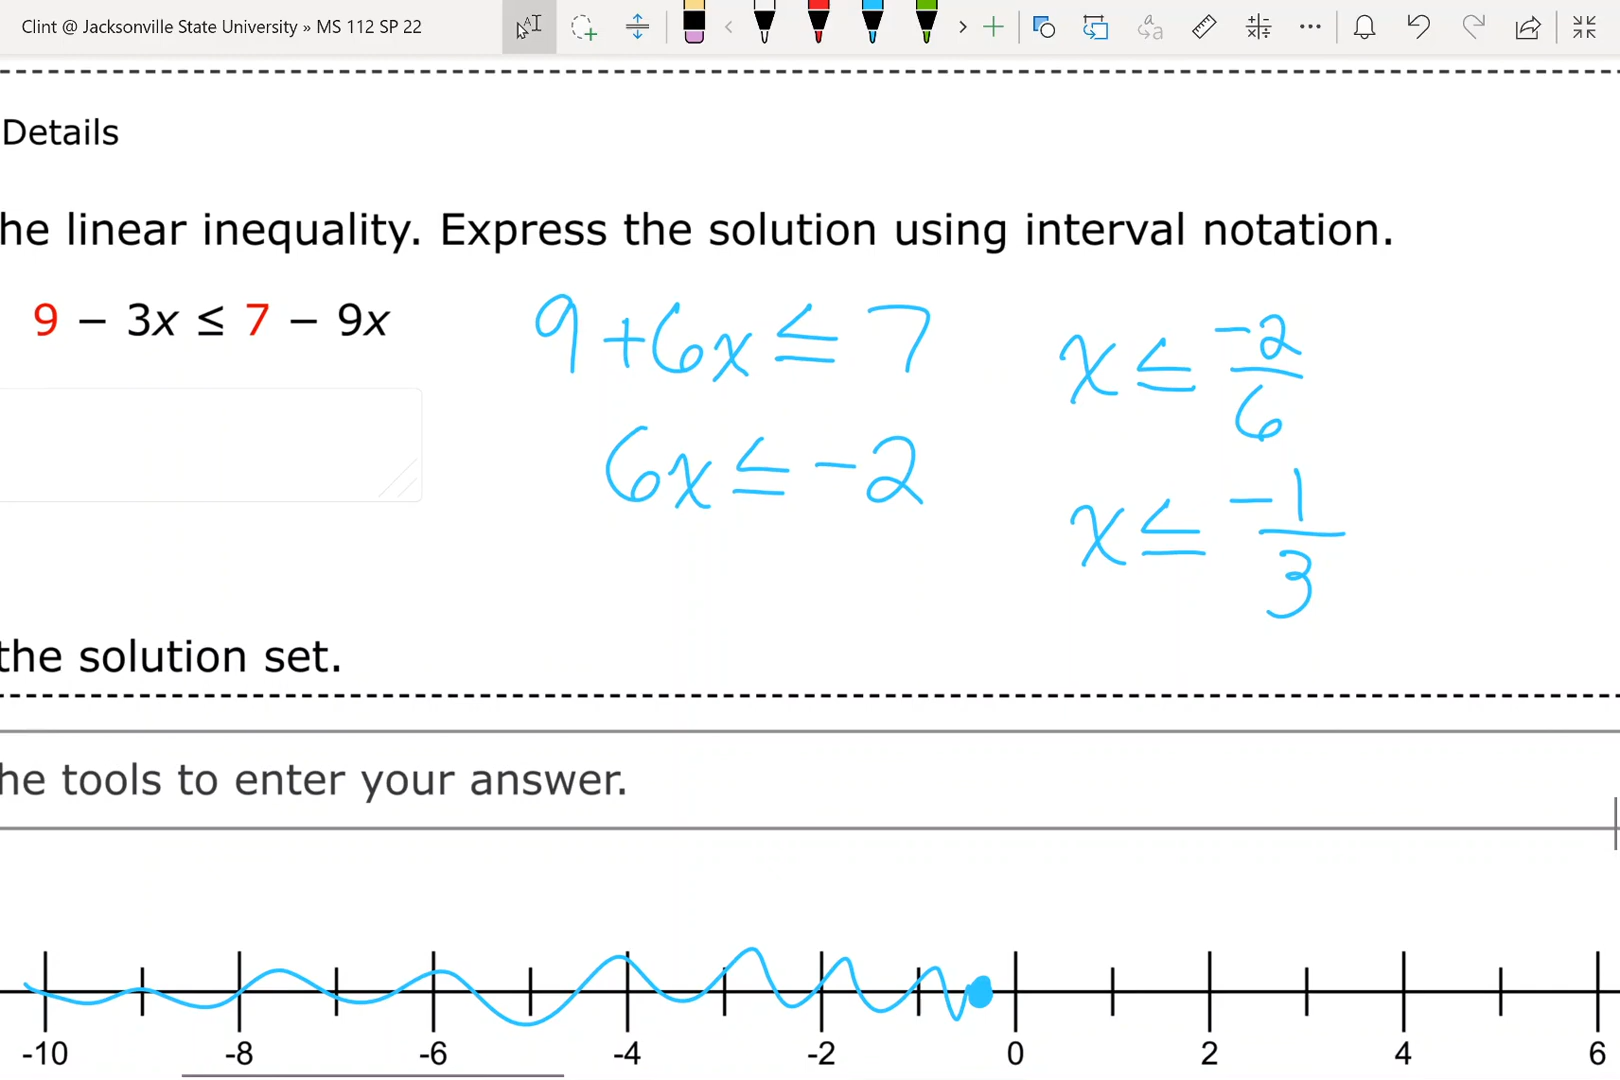 Clint @ Jacksonville State University » MS 112 SP 22
Details
he linear inequality. Express the solution using interval notation.
9 − 3x ≤ 7 − 9x
9 + 6x ≤ 7
6x ≤ -2
x ≤ -2/6
x ≤ -1/3
the solution set.
he tools to enter your answer.
-10 -8 -6 -4 -2 0 2 4 6